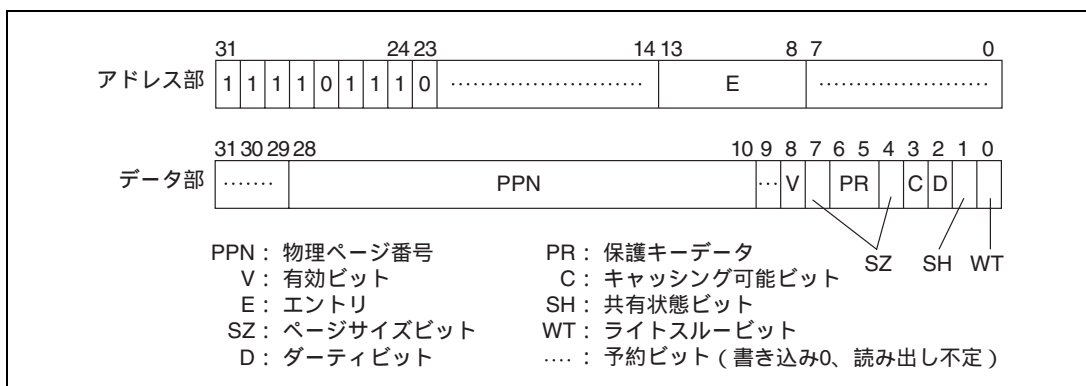 31 24 23 14 13 8 7 0
アドレス部 1 1 1 1 0 1 1 1 0 ........................... E ........................
31 30 29 28 10 9 8 7 6 5 4 3 2 1 0
データ部 ....... PPN ... V PR C D
SZ SH WT
PPN： 物理ページ番号 PR： 保護キーデータ
V： 有効ビット C： キャッシング可能ビット
E： エントリ SH： 共有状態ビット
SZ： ページサイズビット WT： ライトスルービット
D： ダーティビット ....： 予約ビット（書き込み0、読み出し不定）